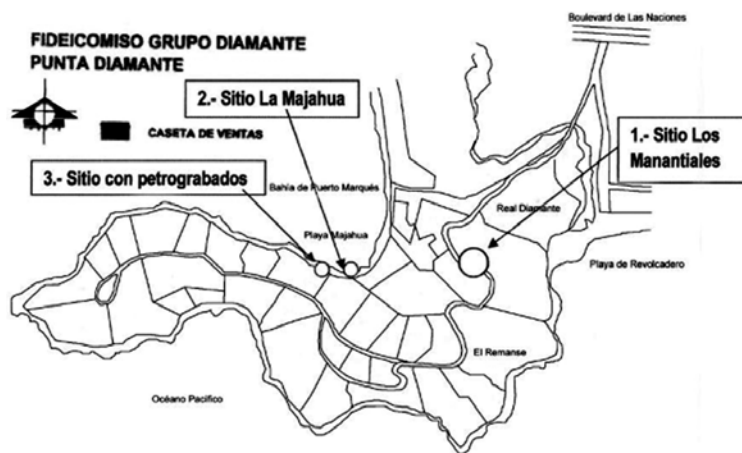 Boulevard de Las Naciones
FIDEICOMISO GRUPO DIAMANTE
PUNTA DIAMANTE
2.- Sitio La Majahua
CASETA DE VENTAS
1.- Sitio Los
Manantiales
3.- Sitio con petrograbados
Bahía de Puerto Marqués
Real Diamante
Playa Majahua
Playa de Revolcadero
El Remanse
Océano Pacífico